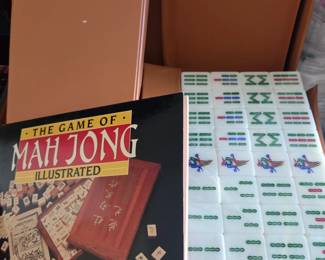 THE GAME OF
MAH JONG
ILLUSTRATED